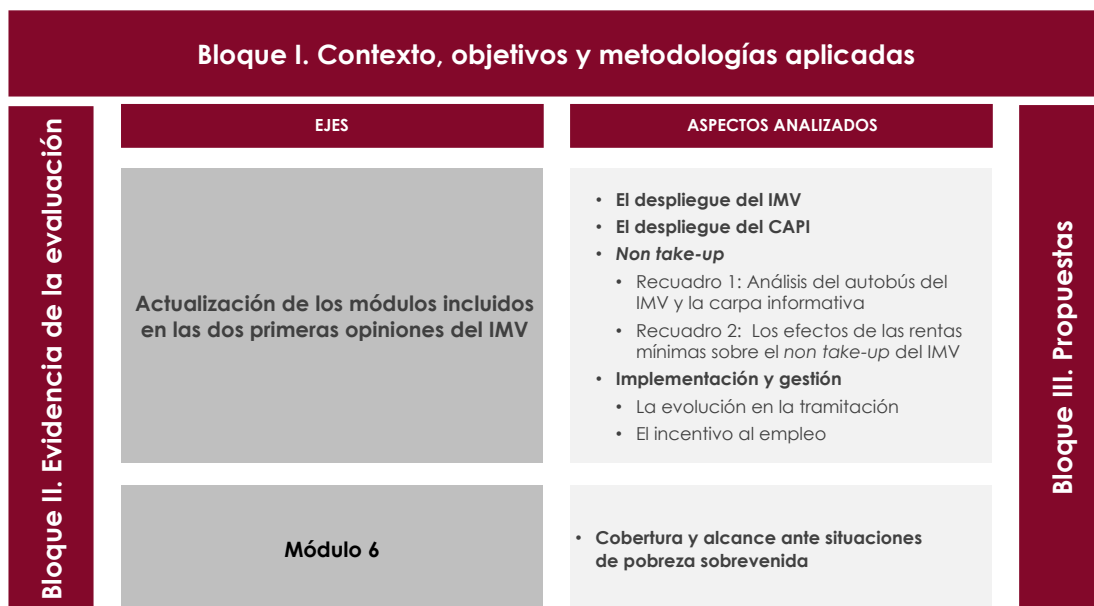 Bloque I. Contexto, objetivos y metodologías aplicadas
Bloque II. Evidencia de la evaluación
EJES
ASPECTOS ANALIZADOS
Actualización de los módulos incluidos
en las dos primeras opiniones del IMV
• El despliegue del IMV
• El despliegue del CAPI
• Non take-up
• Recuadro 1: Análisis del autobús del
IMV y la carpa informativa
• Recuadro 2: Los efectos de las rentas
mínimas sobre el non take-up del IMV
• Implementación y gestión
• La evolución en la tramitación
• El incentivo al empleo
Módulo 6
• Cobertura y alcance ante situaciones
de pobreza sobrevenida
Bloque III. Propuestas